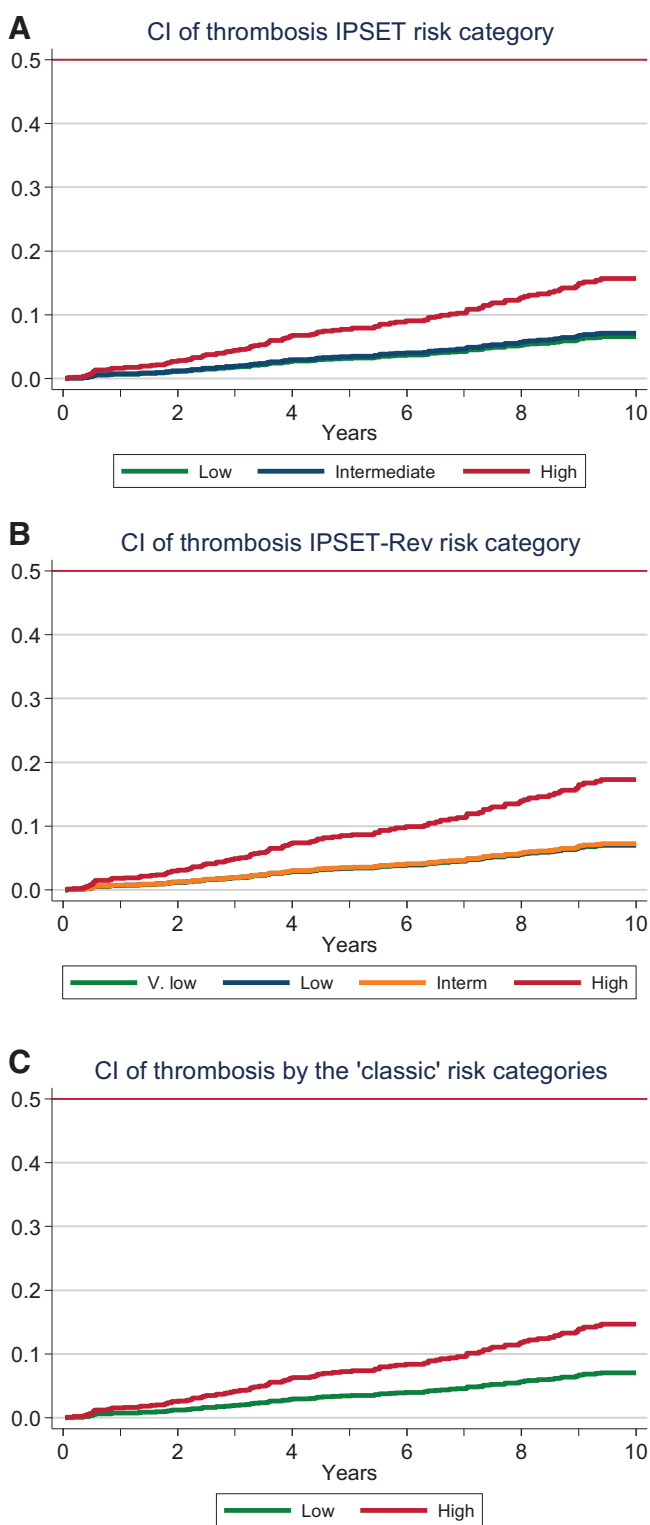 A
CI of thrombosis IPSET risk category
0.5
0.4
0.3
0.2
0.1
0.0
0 2 4 6 8 10
Years
Low Intermediate High
B
CI of thrombosis IPSET-Rev risk category
0.5
0.4
0.3
0.2
0.1
0.0
0 2 4 6 8 10
Years
V. low Low Interm High
C
CI of thrombosis by the 'classic' risk categories
0.5
0.4
0.3
0.2
0.1
0.0
0 2 4 6 8 10
Years
Low High